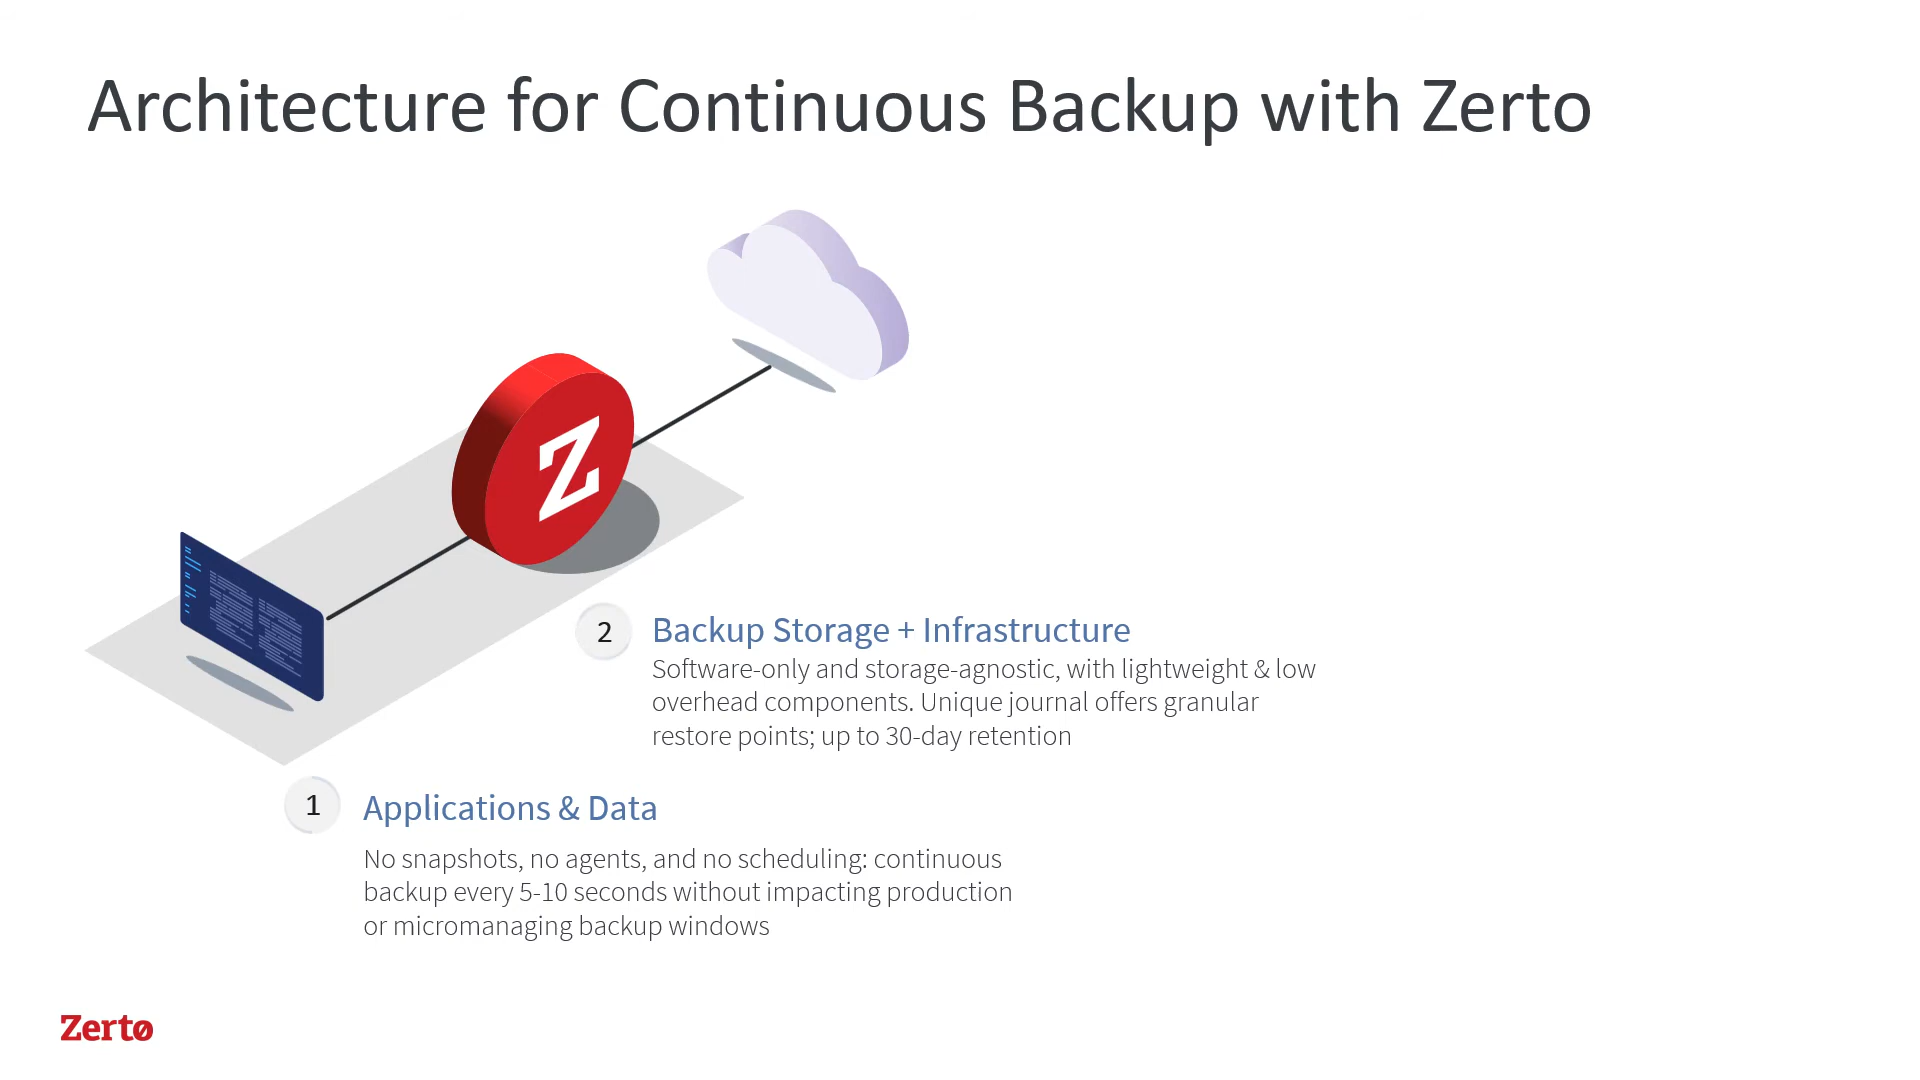 Architecture for Continuous Backup with Zerto
Z
2
Backup Storage + Infrastructure
Software-only and storage-agnostic, with lightweight & low
overhead components. Unique journal offers granular
restore points; up to 30-day retention
1
Applications & Data
No snapshots, no agents, and no scheduling: continuous
backup every 5-10 seconds without impacting production
or micromanaging backup windows
Zerto